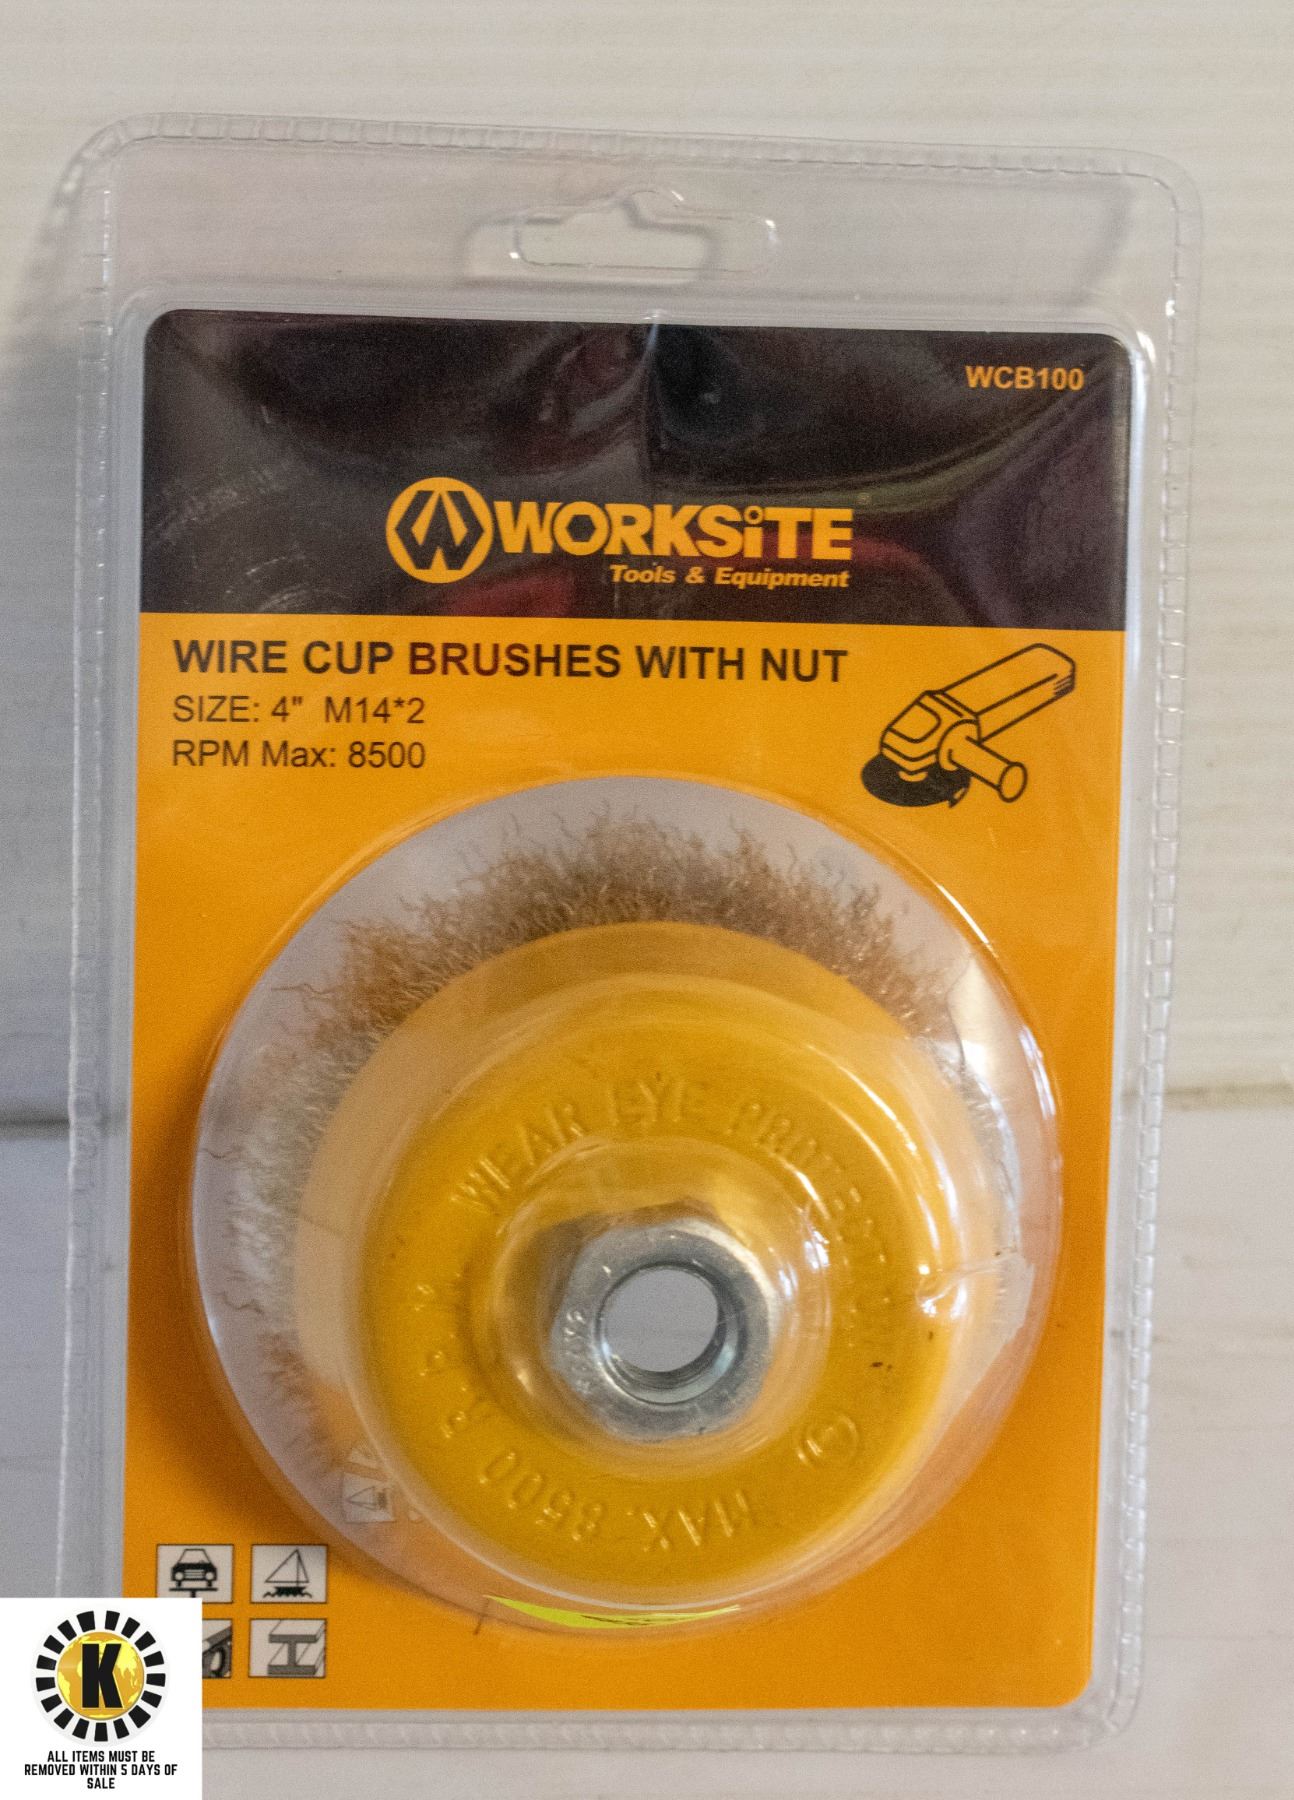 WCB100
WORKSiTE®
Tools & Equipment
WIRE CUP BRUSHES WITH NUT
SIZE: 4" M14*2
RPM Max: 8500
WEAR EYE PROTECTION
MAX. 8500 R.P.M
K
ALL ITEMS MUST BE
REMOVED WITHIN 5 DAYS OF
SALE